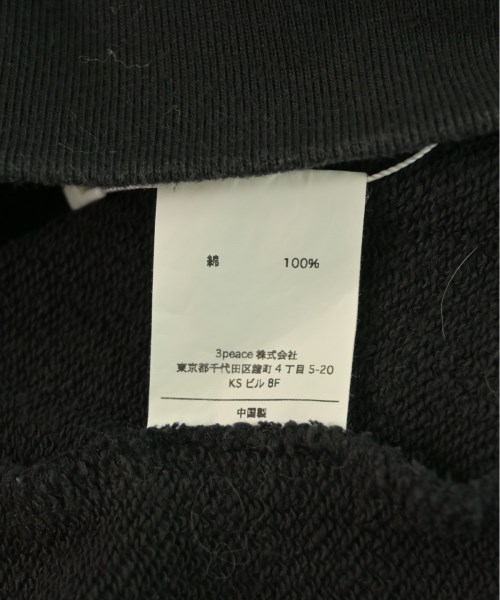 綿 100%
3peace 株式会社
東京都千代田区麹町 4 丁目 5-20
KS ビル 8F
中国製